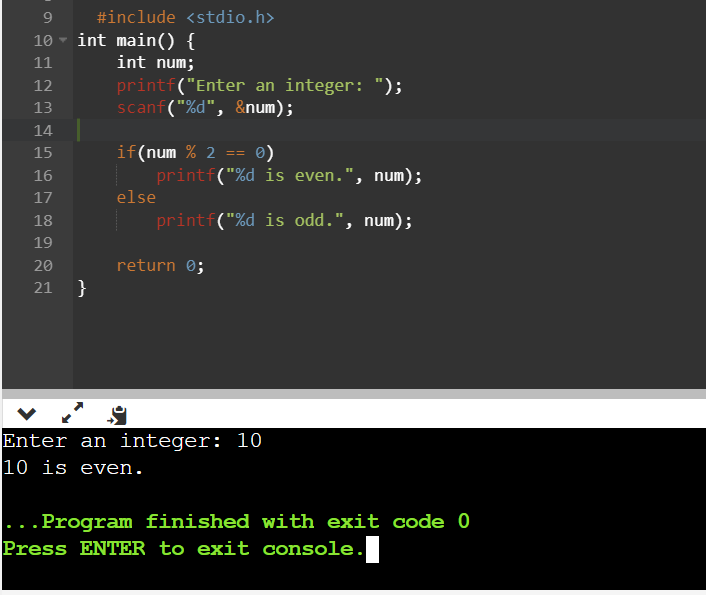 9 #include <stdio.h>
10 int main() {
11     int num;
12     printf("Enter an integer: ");
13     scanf("%d", &num);
14
15     if(num % 2 == 0)
16         printf("%d is even.", num);
17     else
18         printf("%d is odd.", num);
19
20     return 0;
21 }
Enter an integer: 10
10 is even.
...Program finished with exit code 0
Press ENTER to exit console.